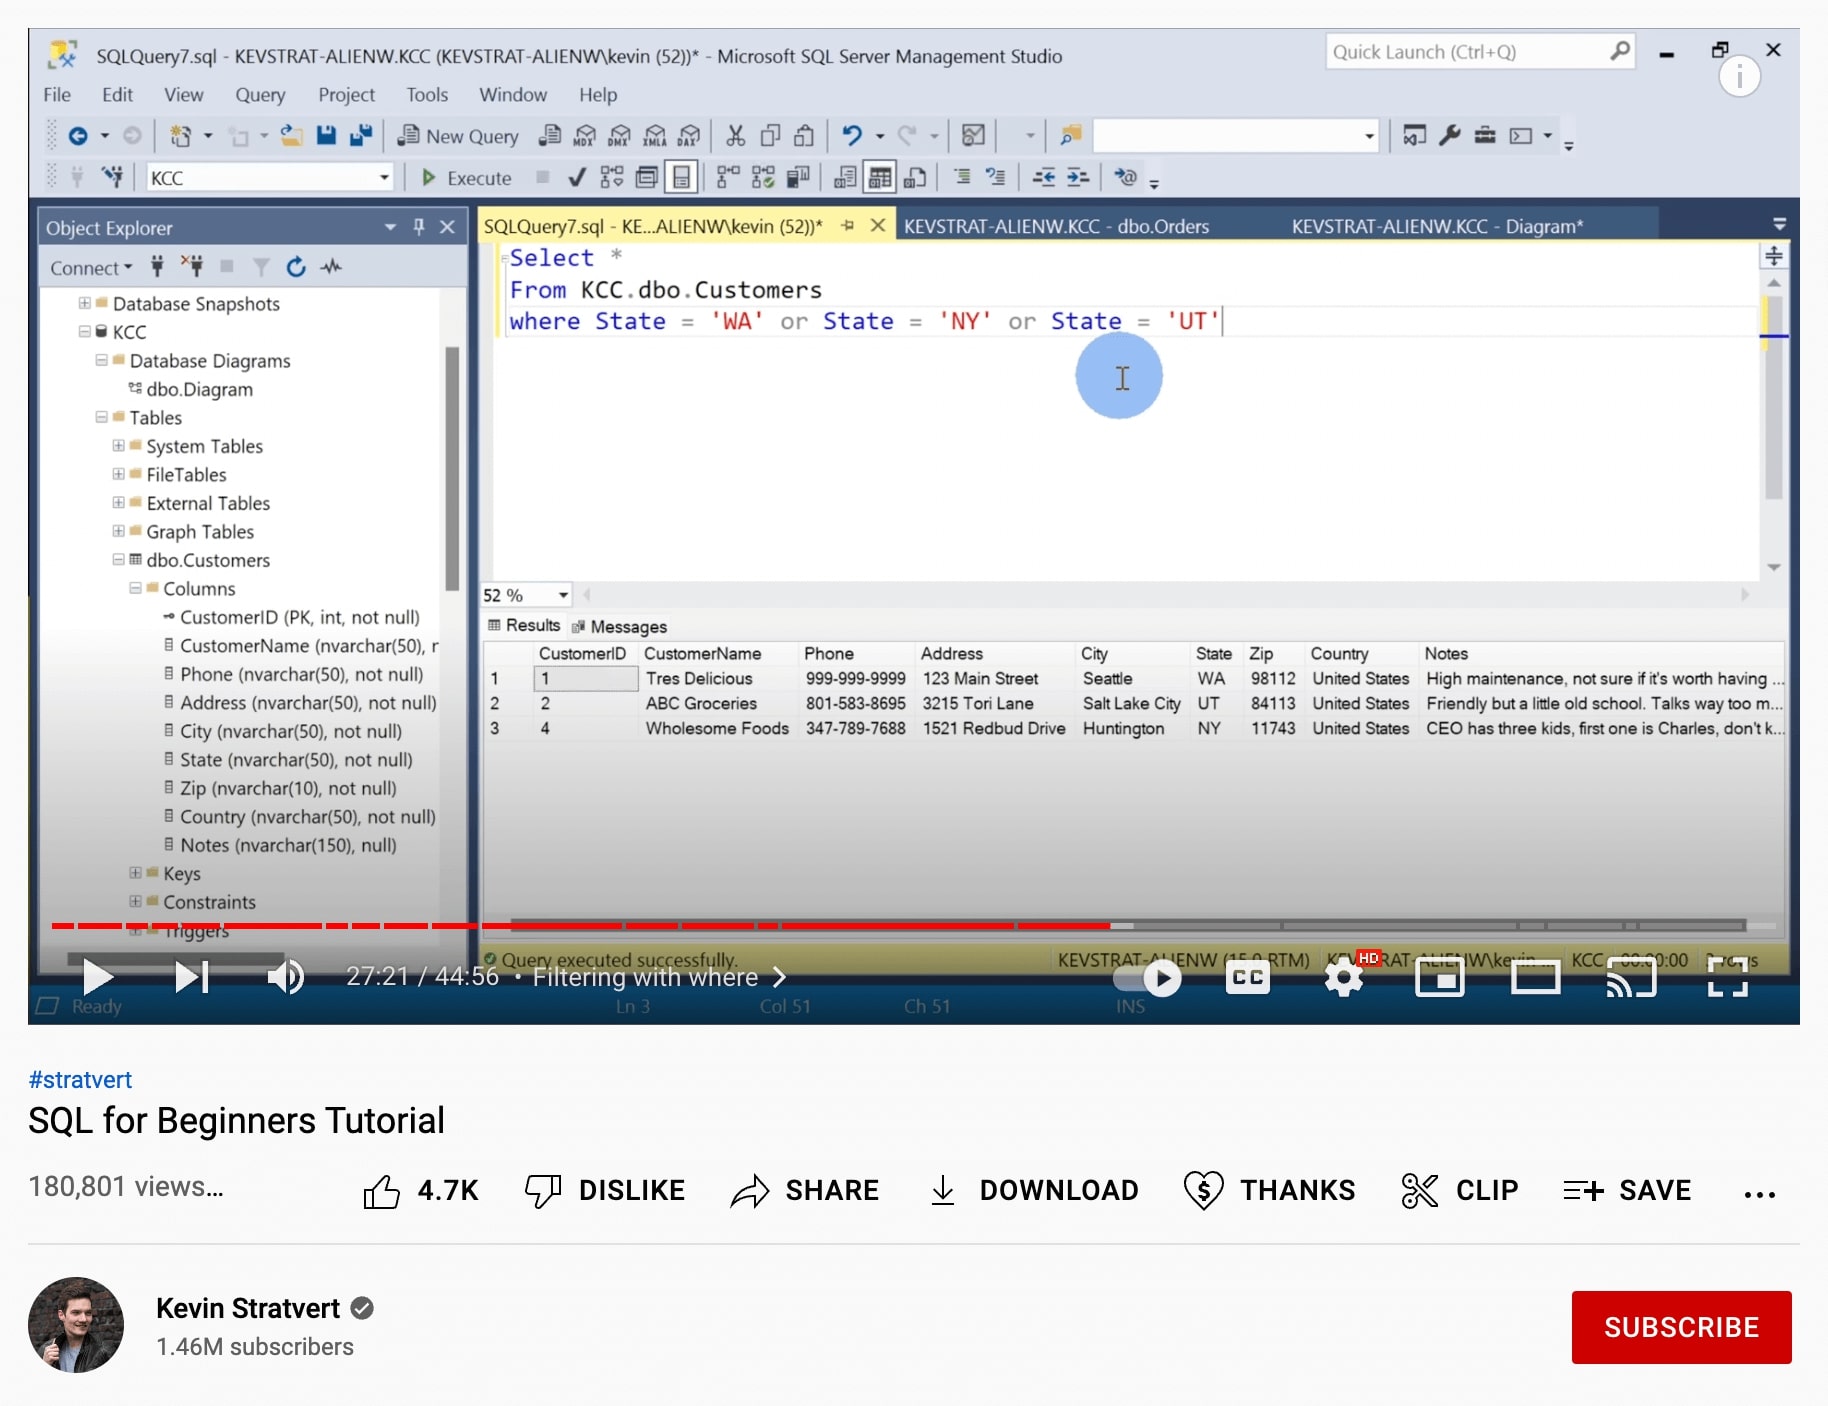 SQLQuery7.sql - KEVSTRAT-ALIENW.KCC (KEVSTRAT-ALIENW\kevin (52))* - Microsoft SQL Server Management Studio
Quick Launch (Ctrl+Q)
File Edit View Query Project Tools Window Help
New Query MDX DMX XMLA DAX
KCC Execute
Object Explorer
SQLQuery7.sql - KE...ALIENW\kevin (52))* KEVSTRAT-ALIENW.KCC - dbo.Orders KEVSTRAT-ALIENW.KCC - Diagram*
Connect
Database Snapshots
KCC
Database Diagrams
dbo.Diagram
Tables
System Tables
FileTables
External Tables
Graph Tables
dbo.Customers
Columns
CustomerID (PK, int, not null)
CustomerName (nvarchar(50), r
Phone (nvarchar(50), not null)
Address (nvarchar(50), not null)
City (nvarchar(50), not null)
State (nvarchar(50), not null)
Zip (nvarchar(10), not null)
Country (nvarchar(50), not null)
Notes (nvarchar(150), null)
Keys
Constraints
Triggers
Select *
From KCC.dbo.Customers
where State = 'WA' or State = 'NY' or State = 'UT'
52 %
Results Messages
CustomerID CustomerName Phone Address City State Zip Country Notes
1 1 Tres Delicious 999-999-9999 123 Main Street Seattle WA 98112 United States High maintenance, not sure if it's worth having ...
2 2 ABC Groceries 801-583-8695 3215 Tori Lane Salt Lake City UT 84113 United States Friendly but a little old school. Talks way too m...
3 4 Wholesome Foods 347-789-7688 1521 Redbud Drive Huntington NY 11743 United States CEO has three kids, first one is Charles, don't k...
Query executed successfully. KEVSTRAT-ALIENW (15.0 RTM) KEVSTRAT-ALIENW\kevin ... KCC 00:00:00 3 rows
27:21 / 44:56 • Filtering with where CC HD
Ready Ln 3 Col 51 Ch 51 INS
#stratvert
SQL for Beginners Tutorial
180,801 views... 4.7K DISLIKE SHARE DOWNLOAD THANKS CLIP SAVE ...
Kevin Stratvert
1.46M subscribers
SUBSCRIBE